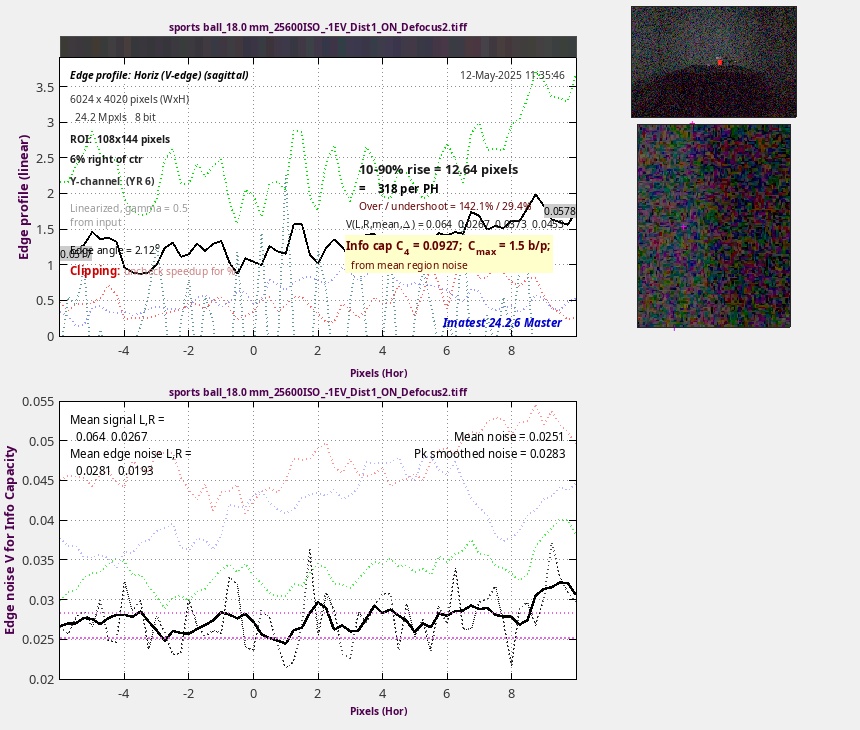 sports ball_18.0 mm_25600ISO_-1EV_Dist1_ON_Defocus2.tiff
Edge profile: Horiz (V-edge) (sagittal)
12-May-2025 11:35:46
6024 x 4020 pixels (WxH)
24.2 Mpxls 8 bit
ROI: 108x144 pixels
6% right of ctr
Y-channel (YR 6)
Linearized, gamma = 0.5
from input
Edge angle = 2.12°
Clipping:
speedup for %
10-90% rise = 12.64 pixels
= 318 per PH
Over / undershoot = 142.1% / 29.4%
V(L,R,mean,Δ) = 0.064 0.0267 0.0573 0.0453
0.0578
Info cap C4 = 0.0927; Cmax = 1.5 b/p;
from mean region noise
Imatest 24.2.6 Master
Edge profile (linear)
3.5
3
2.5
2
1.5
1
0.5
0
-4 -2 0 2 4 6 8
Pixels (Hor)
sports ball_18.0 mm_25600ISO_-1EV_Dist1_ON_Defocus2.tiff
Mean signal L,R =
0.064 0.0267
Mean edge noise L,R =
0.0281 0.0193
Mean noise = 0.0251
Pk smoothed noise = 0.0283
Edge noise V for Info Capacity
0.055
0.05
0.045
0.04
0.035
0.03
0.025
0.02
-4 -2 0 2 4 6 8
Pixels (Hor)